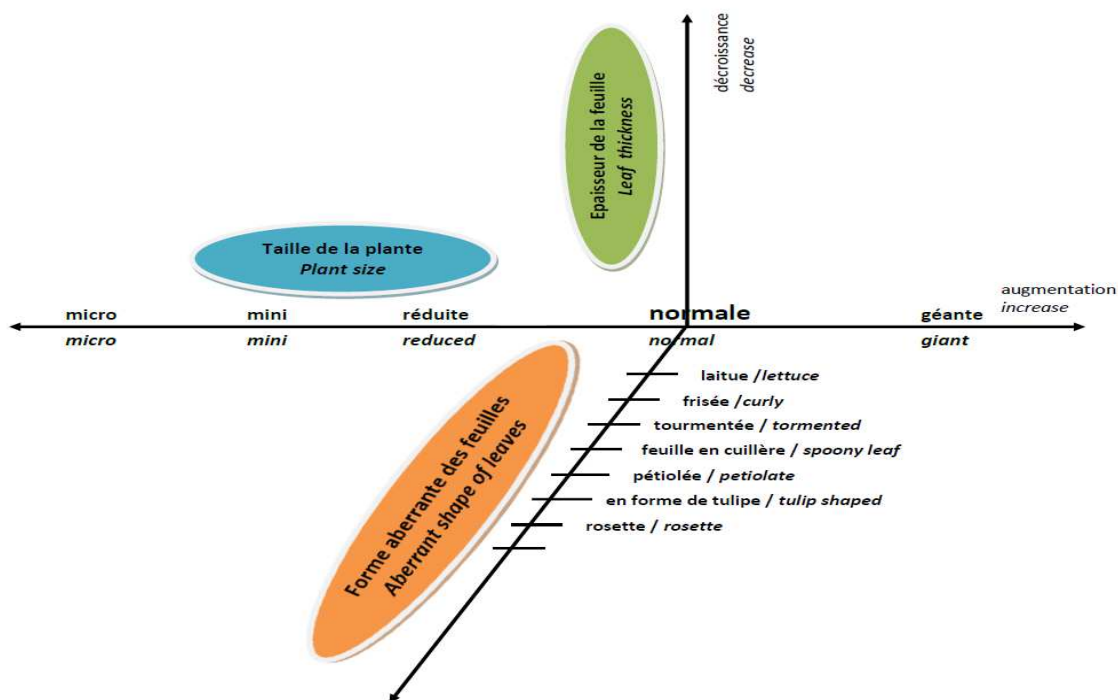 décroissance
decrease
Epaisseur de la feuille
Leaf thickness
Taille de la plante
Plant size
augmentation
increase
micro mini réduite normale géante
micro mini reduced normal giant
Forme aberrante des feuilles
Aberrant shape of leaves
laitue /lettuce
frisée /curly
tourmentée / tormented
feuille en cuillère / spoony leaf
pétiolée / petiolate
en forme de tulipe / tulip shaped
rosette / rosette